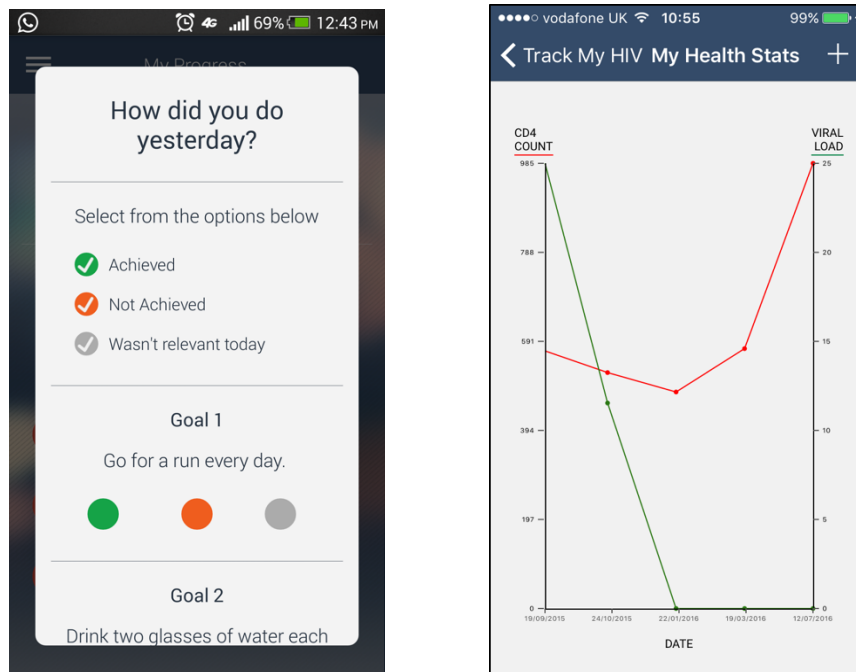 4G 69% 12:43 PM
My Progress
How did you do
yesterday?
Select from the options below
Achieved
Not Achieved
Wasn't relevant today
Goal 1
Go for a run every day.
Goal 2
Drink two glasses of water each
vodafone UK 10:55 99%
Track My HIV My Health Stats +
CD4
COUNT
VIRAL
LOAD
985 25
788 20
591 15
394 10
197 5
0 0
19/09/2015 24/10/2015 22/01/2016 19/03/2016 12/07/2016
DATE